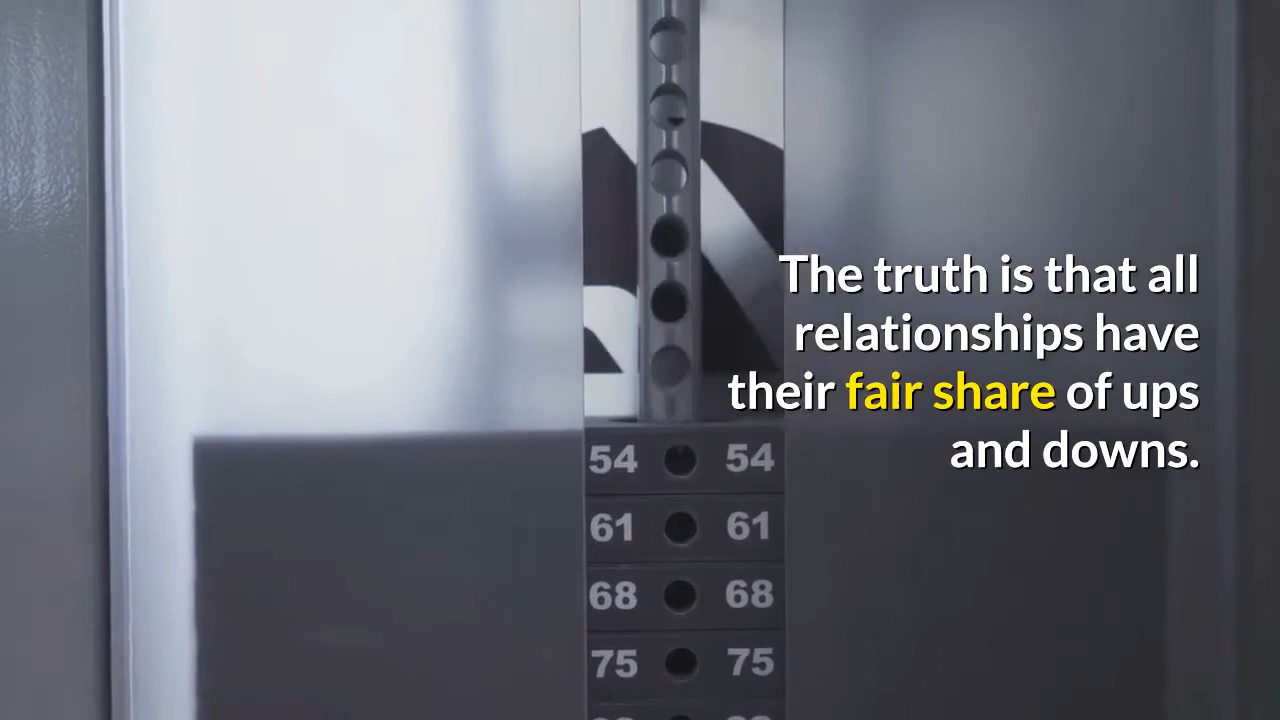 The truth is that all
relationships have
their fair share of ups
and downs.
54 54
61 61
68 68
75 75